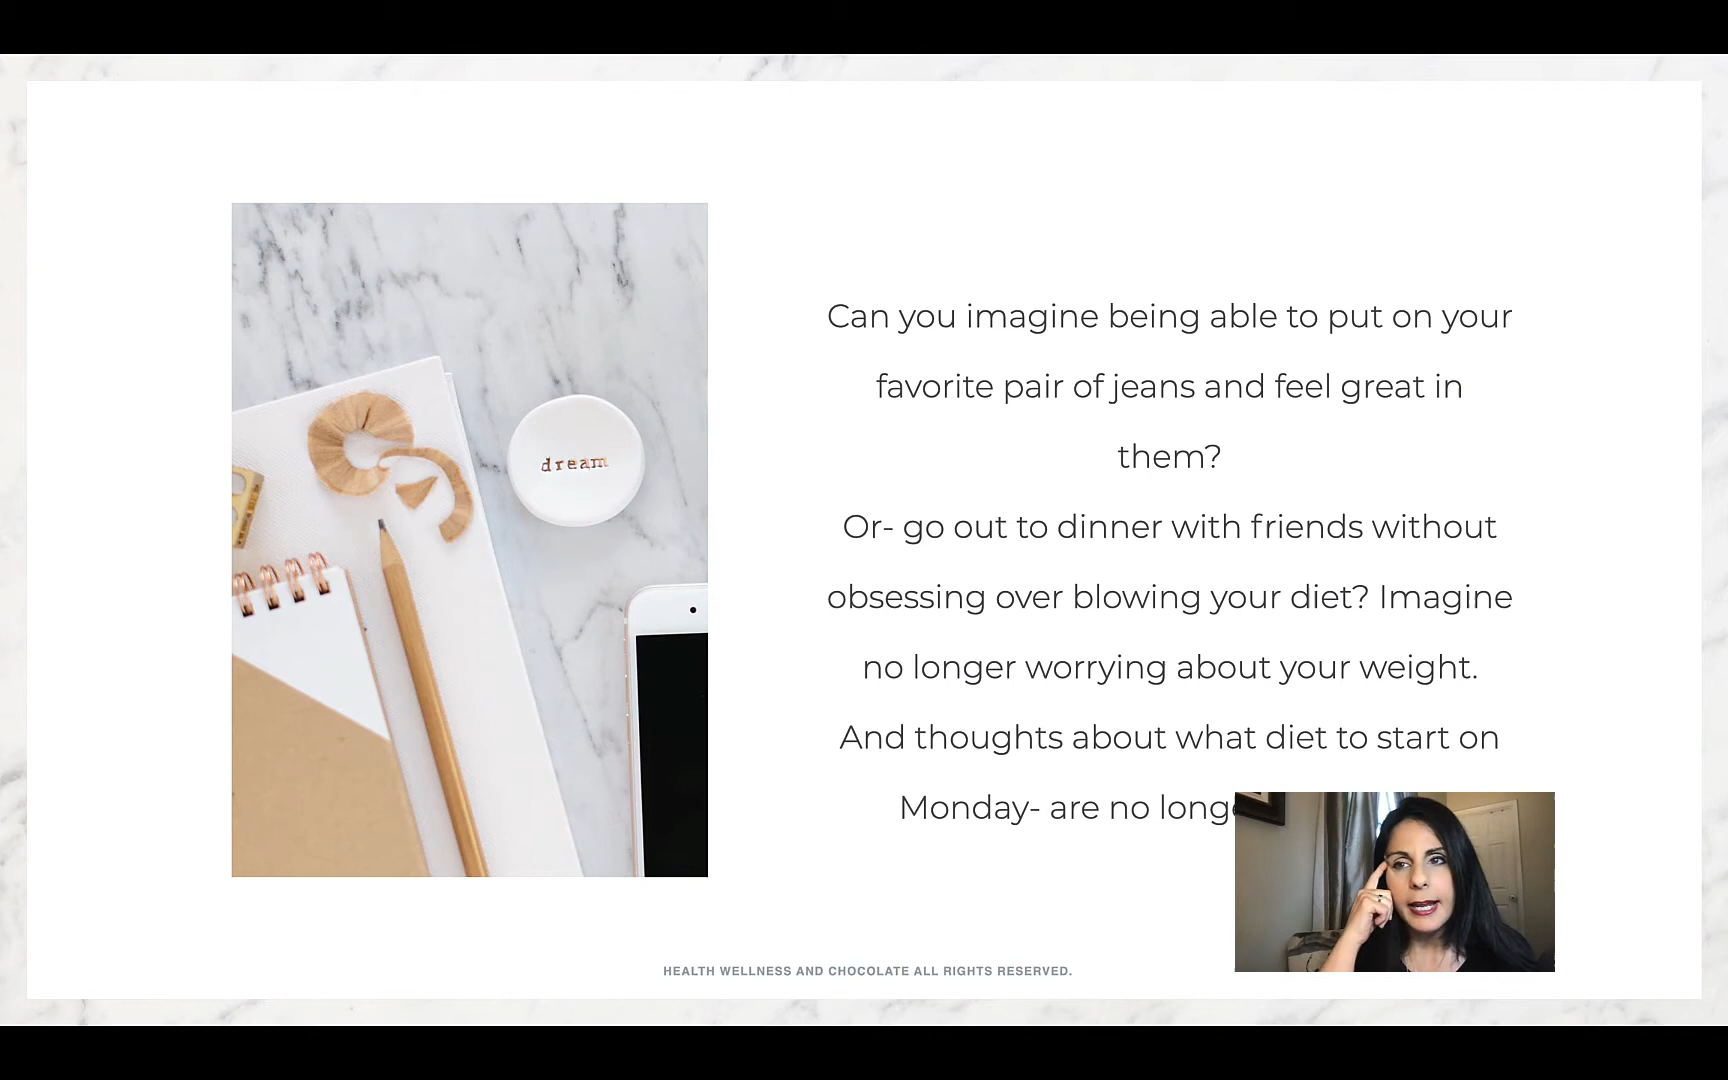 dream
Can you imagine being able to put on your
favorite pair of jeans and feel great in
them?
Or- go out to dinner with friends without
obsessing over blowing your diet? Imagine
no longer worrying about your weight.
And thoughts about what diet to start on
Monday- are no
HEALTH WELLNESS AND CHOCOLATE ALL RIGHTS RESERVED.